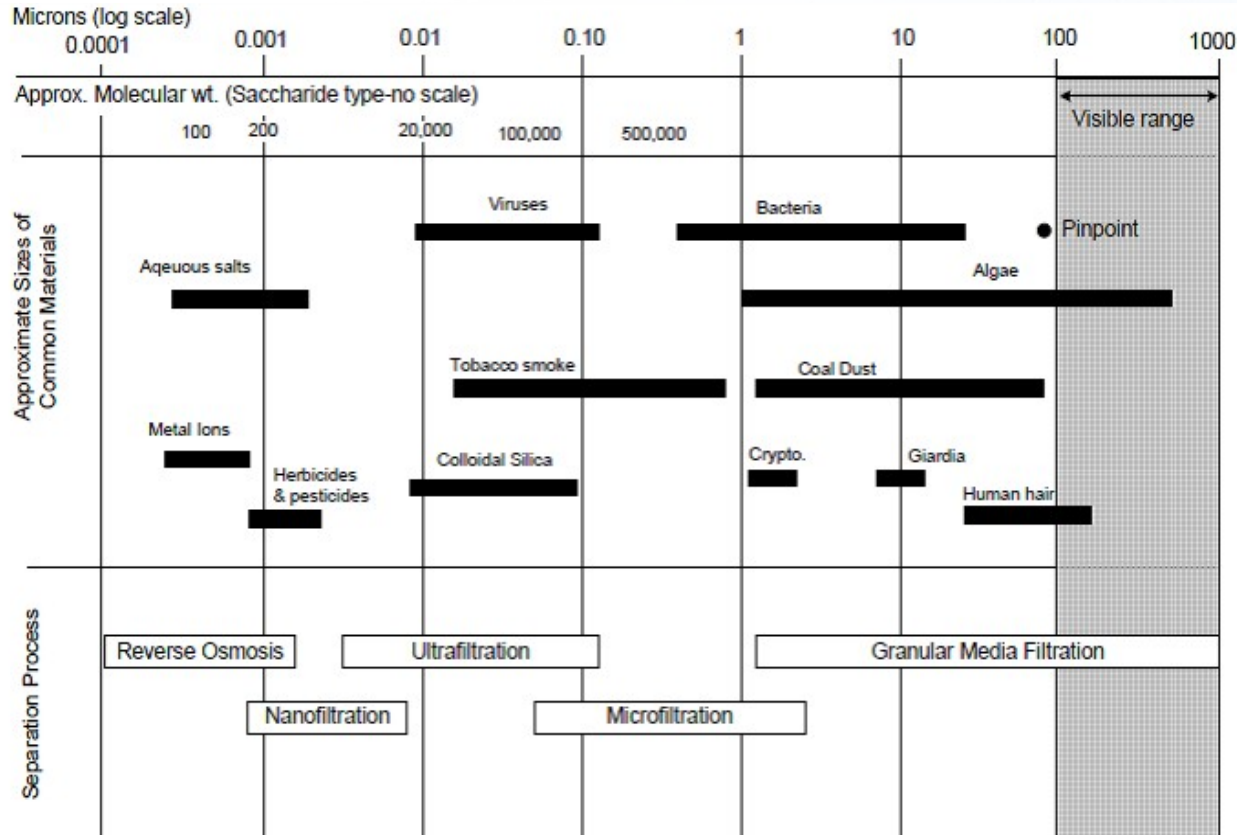 Microns (log scale)
0.0001 0.001 0.01 0.10 1 10 100 1000
Approx. Molecular wt. (Saccharide type-no scale)
100 200 20,000 100,000 500,000
Visible range
Approximate Sizes of
Common Materials
Viruses
Bacteria
Pinpoint
Aqeuous salts
Algae
Tobacco smoke
Coal Dust
Metal Ions
Colloidal Silica
Crypto.
Giardia
Herbicides
& pesticides
Human hair
Separation Process
Reverse Osmosis
Ultrafiltration
Granular Media Filtration
Nanofiltration
Microfiltration